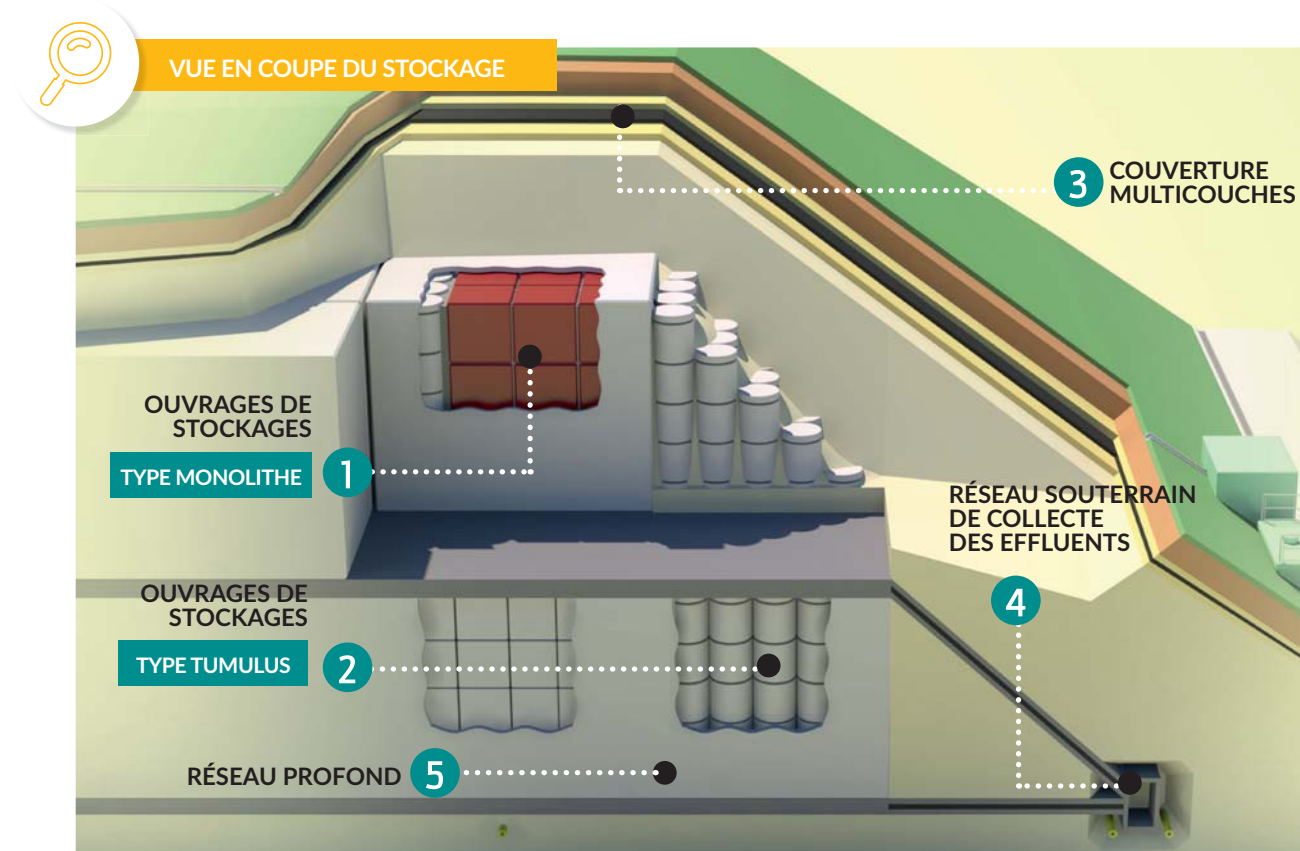 VUE EN COUPE DU STOCKAGE
3 COUVERTURE
MULTICOUCHES
OUVRAGES DE
STOCKAGES
TYPE MONOLITHE 1
RÉSEAU SOUTERRAIN
DE COLLECTE
DES EFFLUENTS
4
OUVRAGES DE
STOCKAGES
TYPE TUMULUS 2
RÉSEAU PROFOND 5